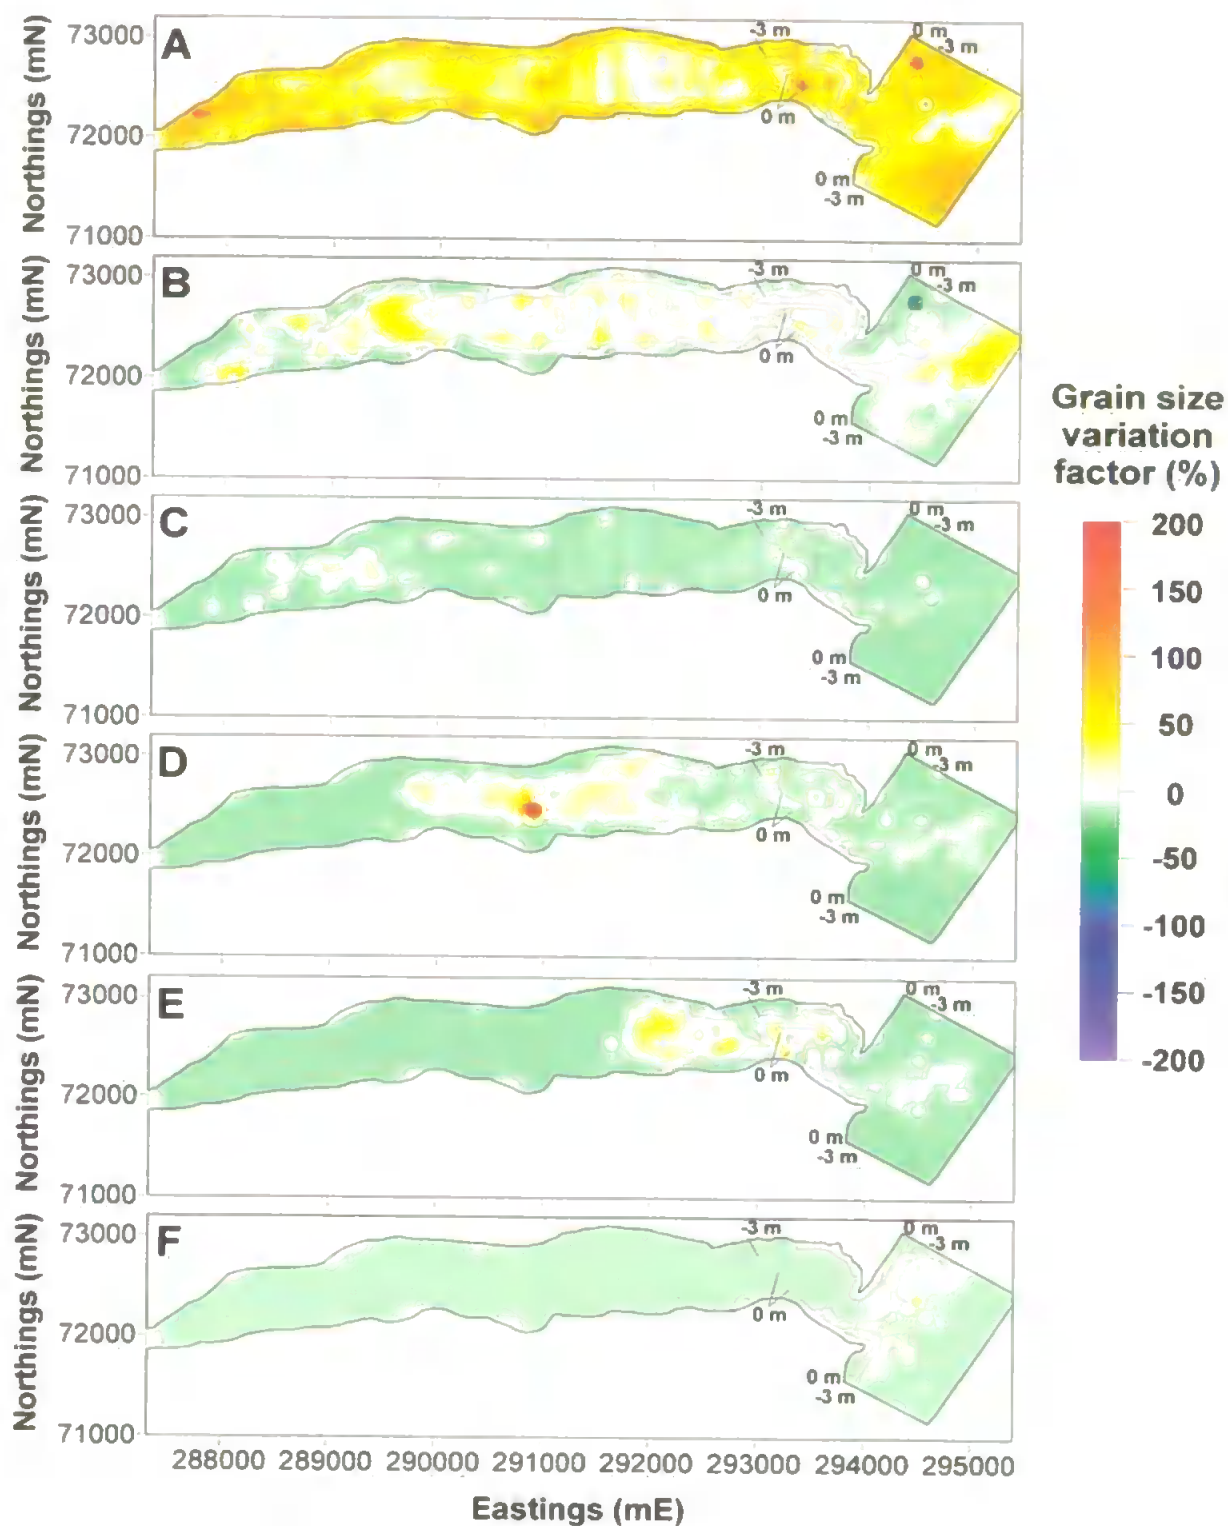 A
Northings (mN)
73000
72000
71000
-3 m
0 m
0 m
-3 m
0 m
-3 m
B
Northings (mN)
73000
72000
71000
-3 m
0 m
0 m
-3 m
0 m
-3 m
C
Northings (mN)
73000
72000
71000
-3 m
0 m
0 m
-3 m
0 m
-3 m
D
Northings (mN)
73000
72000
71000
-3 m
0 m
0 m
-3 m
0 m
-3 m
E
Northings (mN)
73000
72000
71000
-3 m
0 m
0 m
-3 m
0 m
-3 m
F
Northings (mN)
73000
72000
71000
-3 m
0 m
0 m
-3 m
0 m
-3 m
288000 289000 290000 291000 292000 293000 294000 295000
Eastings (mE)
Grain size
variation
factor (%)
200
150
100
50
0
-50
-100
-150
-200